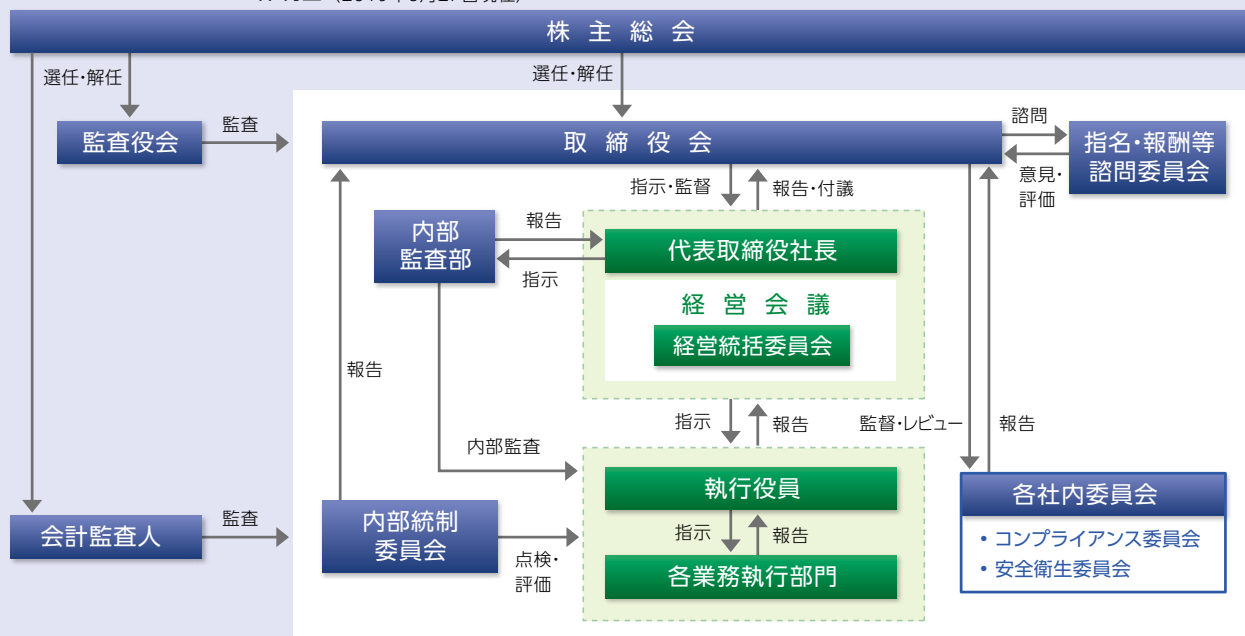 株主総会
選任・解任
選任・解任
監査役会
監査
取締役会
諮問
意見・
評価
指名・報酬等
諮問委員会
指示・監督
報告・付議
内部
監査部
報告
指示
代表取締役社長
経営会議
経営統括委員会
報告
指示
報告
監督・レビュー
報告
内部監査
執行役員
指示
報告
各業務執行部門
会計監査人
監査
内部統制
委員会
点検・
評価
各社内委員会
・コンプライアンス委員会
・安全衛生委員会